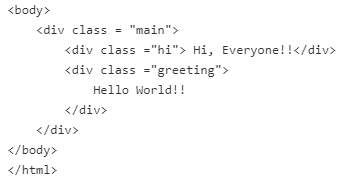 <body>
    <div class = "main">
        <div class ="hi"> Hi, Everyone!!</div>
        <div class ="greeting">
            Hello World!!
        </div>
    </div>
</body>
</html>